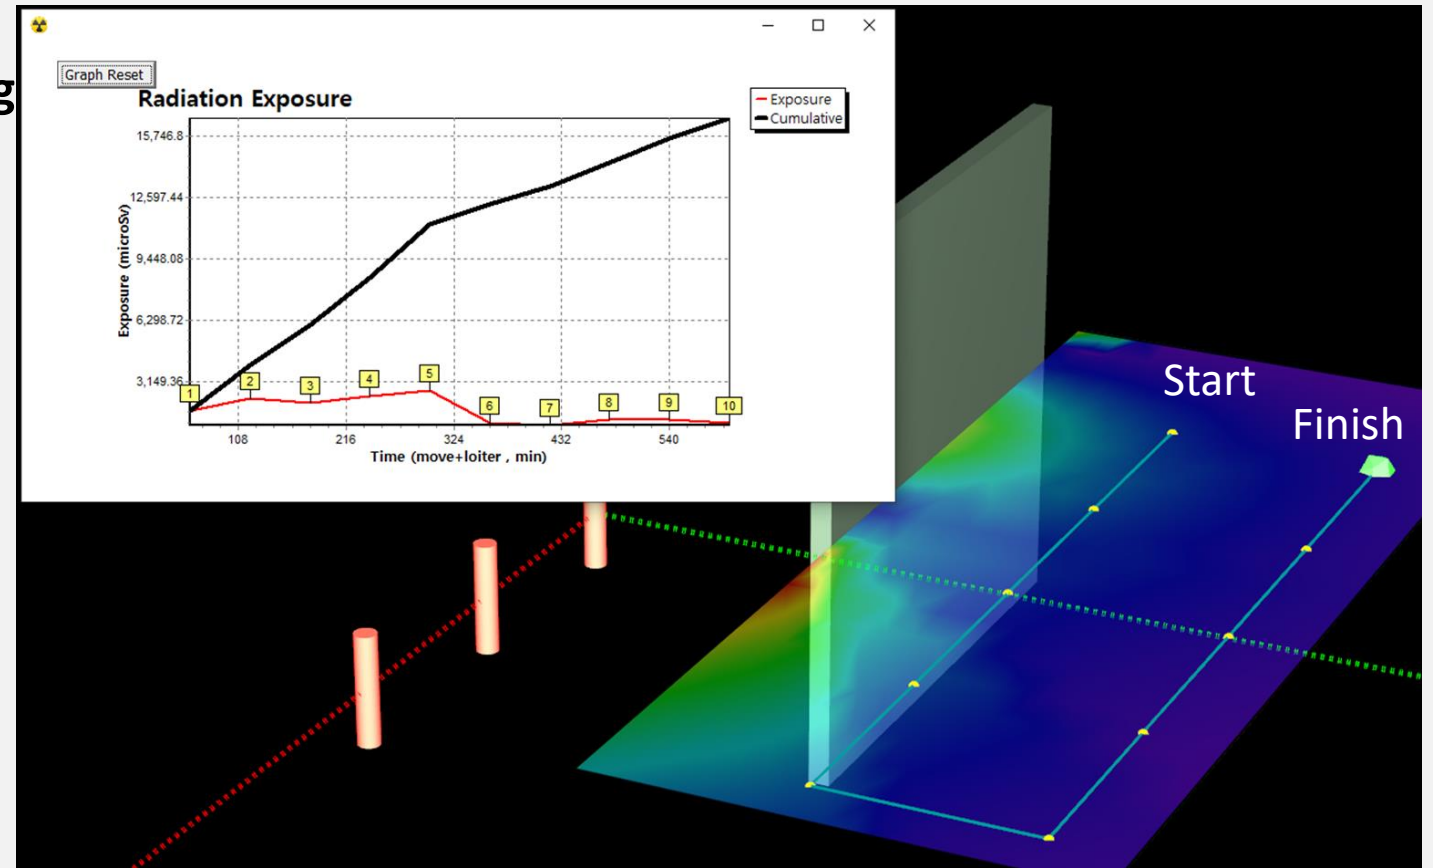 g
Graph Reset
Radiation Exposure
Exposure
Cumulative
Exposure (microSv)
15,746.8
12,597.44
9,448.08
6,298.72
3,149.36
1
2
3
4
5
6
7
8
9
10
108
216
324
432
540
Time (move+loiter , min)
Start
Finish